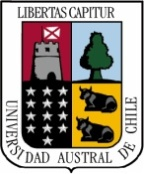 LIBERTAS CAPITUR
UNIVERSIDAD AUSTRAL DE CHILE